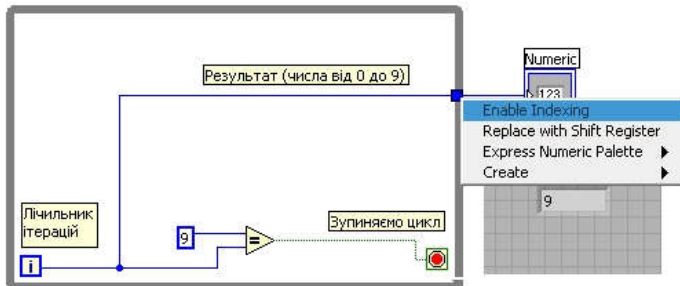 Результат (числа від 0 до 9)
Numeric
123
Enable Indexing
Replace with Shift Register
Express Numeric Palette
Create
9
Лічильник
ітерацій
9
=
Зупиняємо цикл
i